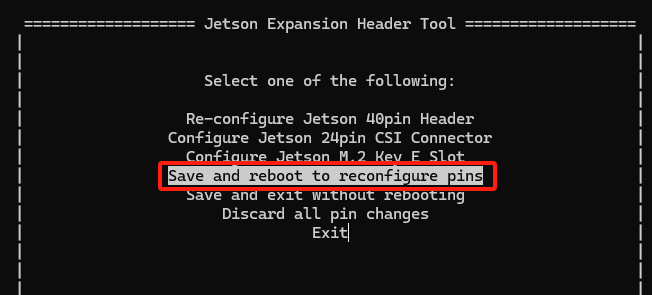 =================== Jetson Expansion Header Tool ===================
Select one of the following:
Re-configure Jetson 40pin Header
Configure Jetson 24pin CSI Connector
Configure Jetson M.2 Key E Slot
Save and reboot to reconfigure pins
Save and exit without rebooting
Discard all pin changes
Exit